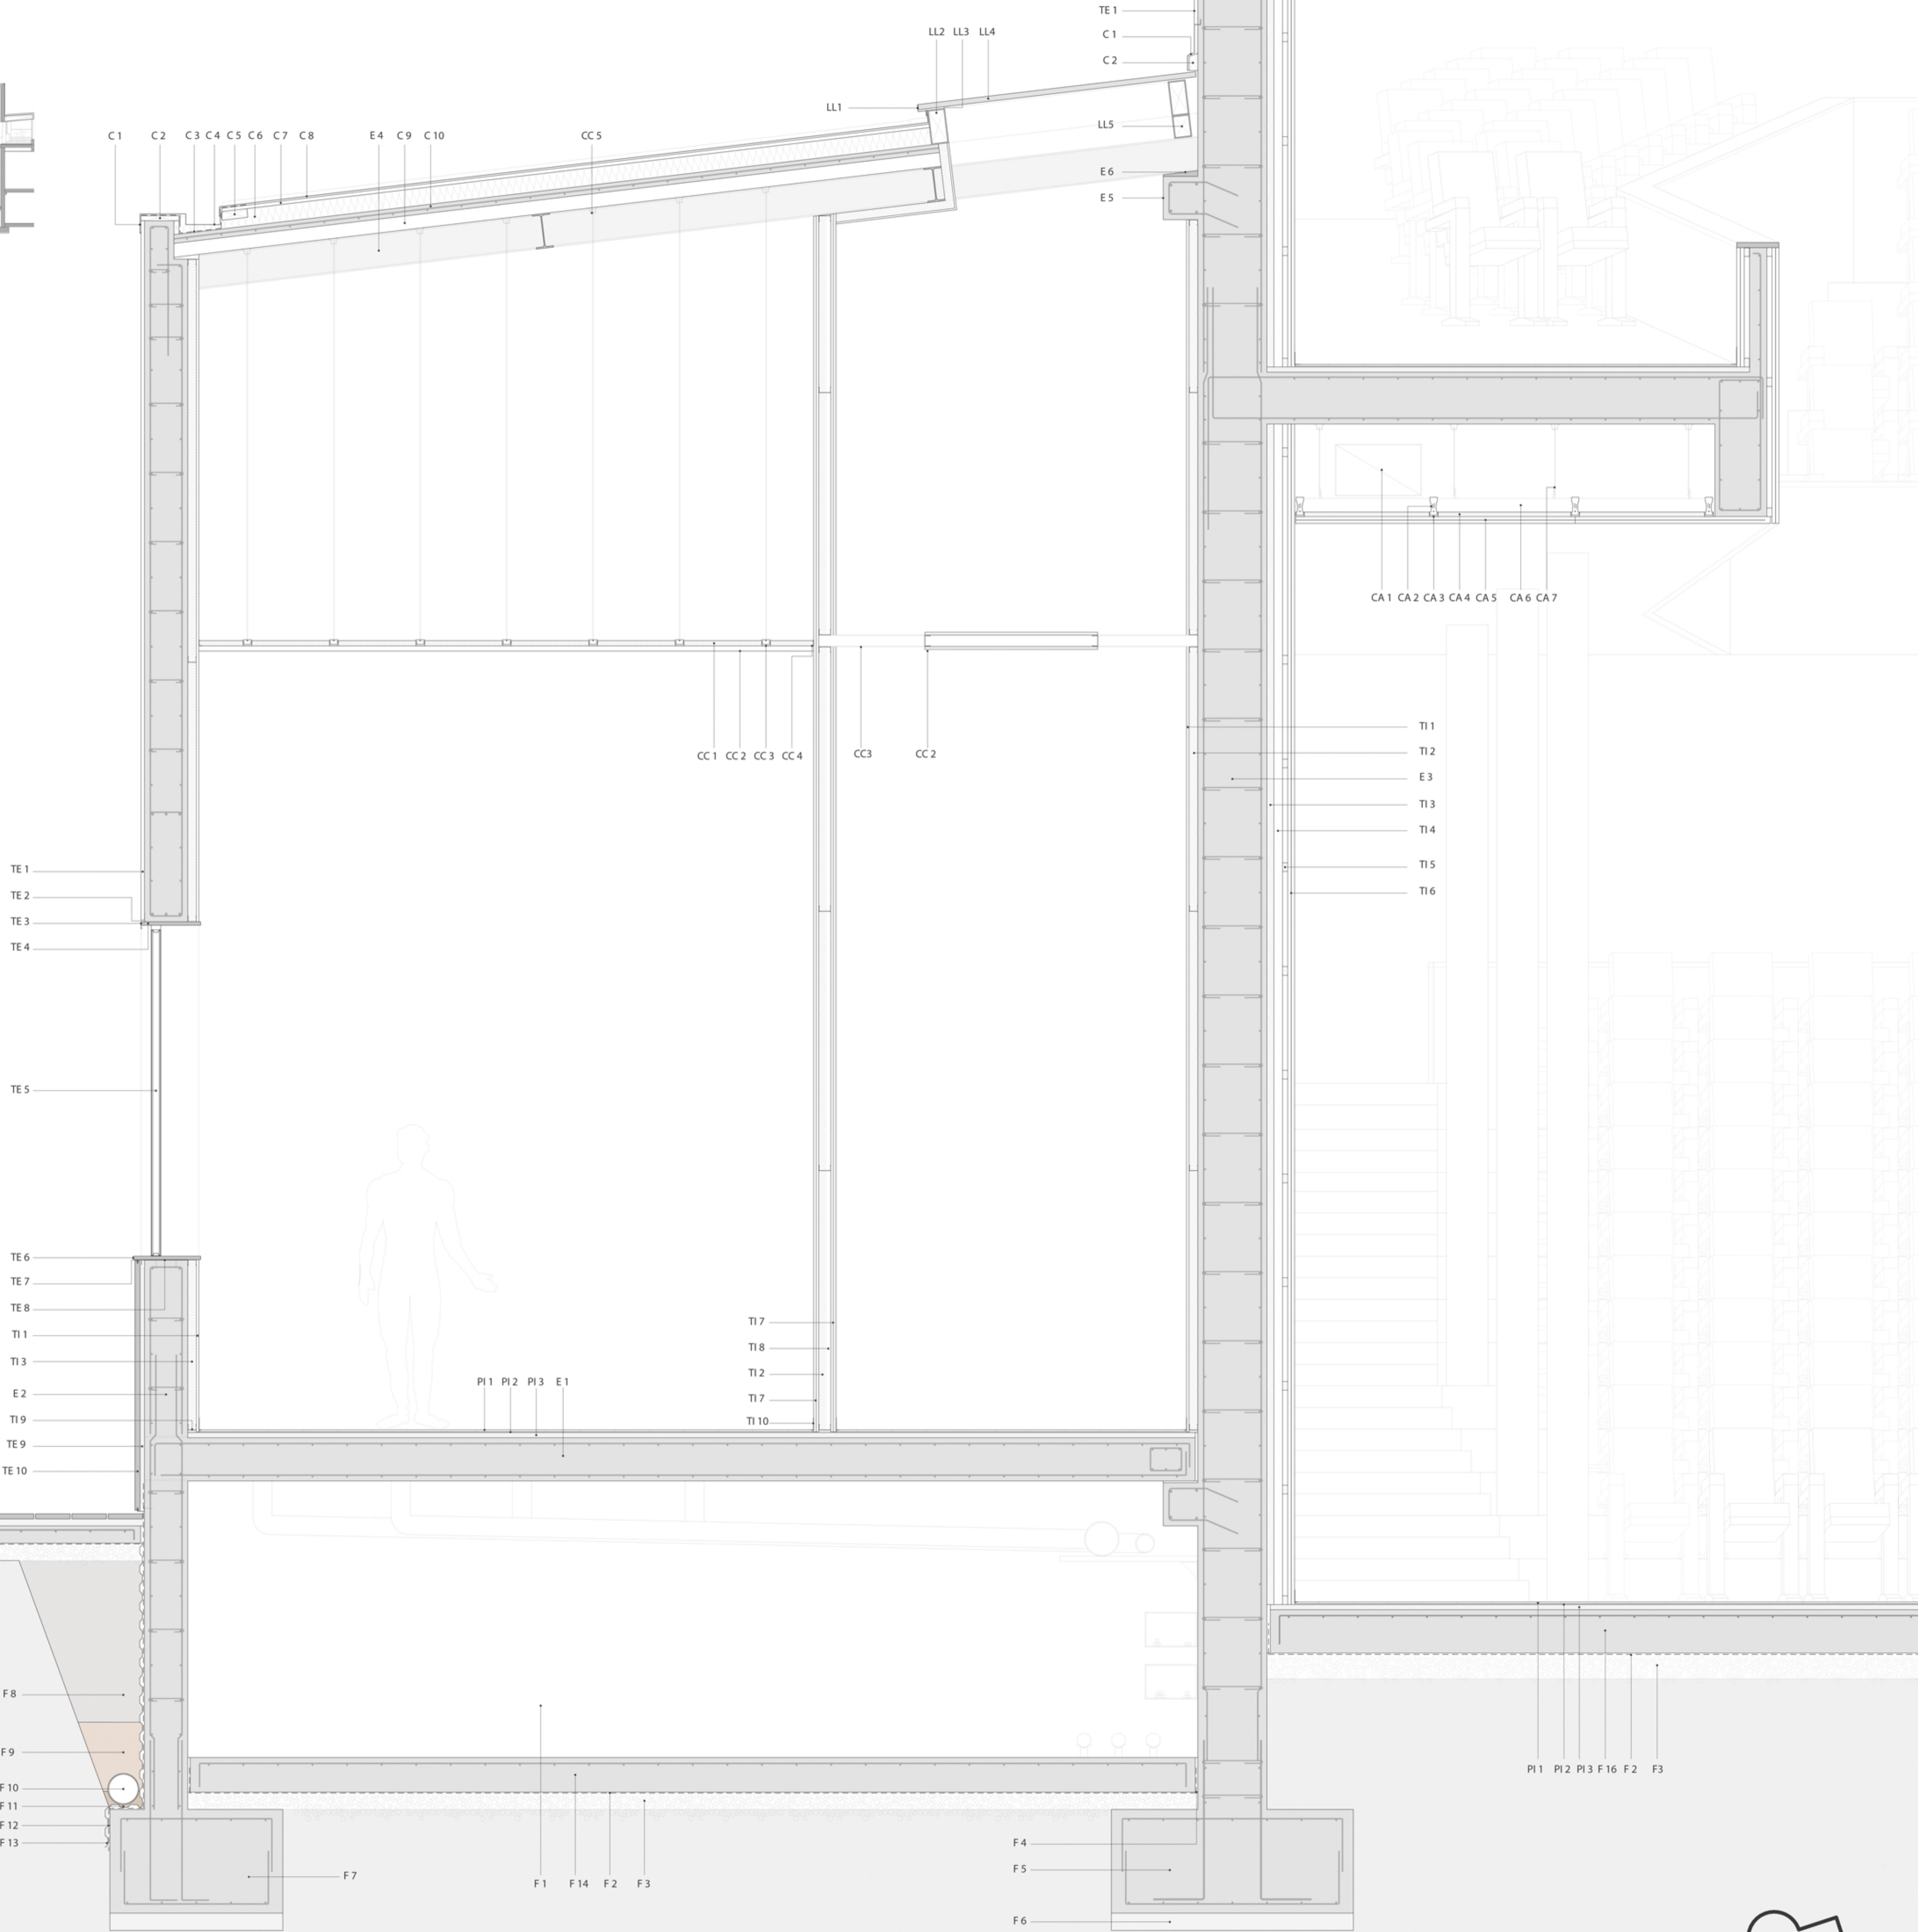 TE 1
C 1
C 2
LL2 LL3 LL4
LL1
LL5
C 1 C 2 C 3 C 4 C 5 C 6 C 7 C 8 E 4 C 9 C 10 CC 5
E 6
E 5
CA 1 CA 2 CA 3 CA 4 CA 5 CA 6 CA 7
CC 1 CC 2 CC 3 CC 4 CC3 CC 2
TI 1
TI 2
E 3
TI 3
TI 4
TI 5
TI 6
TE 1
TE 2
TE 3
TE 4
TE 5
TE 6
TE 7
TE 8
TI 1
TI 3
E 2
TI 9
TE 9
TE 10
TI 7
TI 8
TI 2
TI 7
TI 10
PI 1 PI 2 PI 3 E 1
F 8
F 9
F 10
F 11
F 12
F 13
F 7
F 1 F 14 F 2 F 3
F 4
F 5
F 6
PI 1 PI 2 PI 3 F 16 F 2 F3